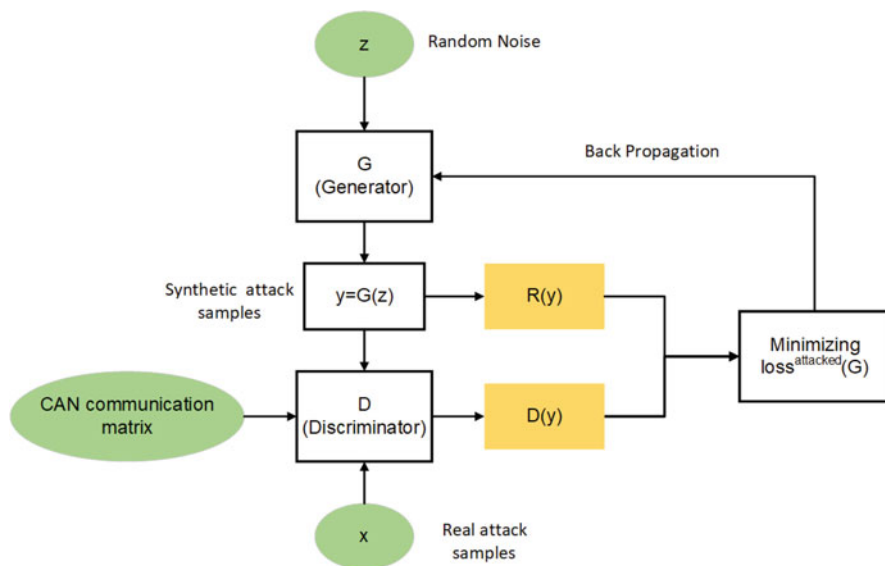 z
Random Noise
G
(Generator)
Back Propagation
Synthetic attack
samples
y=G(z)
R(y)
Minimizing
loss^attacked(G)
CAN communication
matrix
D
(Discriminator)
D(y)
x
Real attack
samples